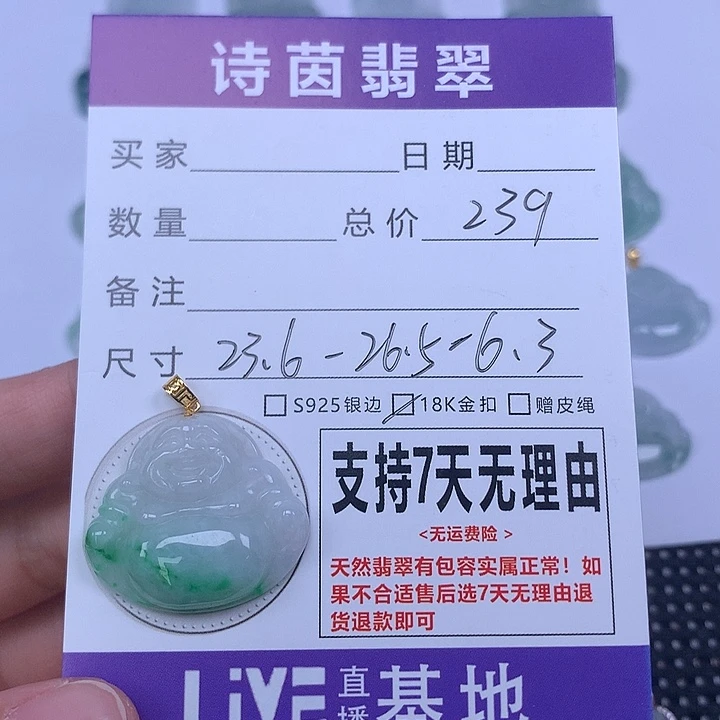 诗茵翡翠
买家 日期
数量 总价 239
备注
尺寸 23.6-26.5-6.3
S925银边 18K金扣 赠皮绳
支持7天无理由
<无运费险>
天然翡翠有包容实属正常！如
果不合适售后选7天无理由退
货退款即可
LiVE 直播 基地